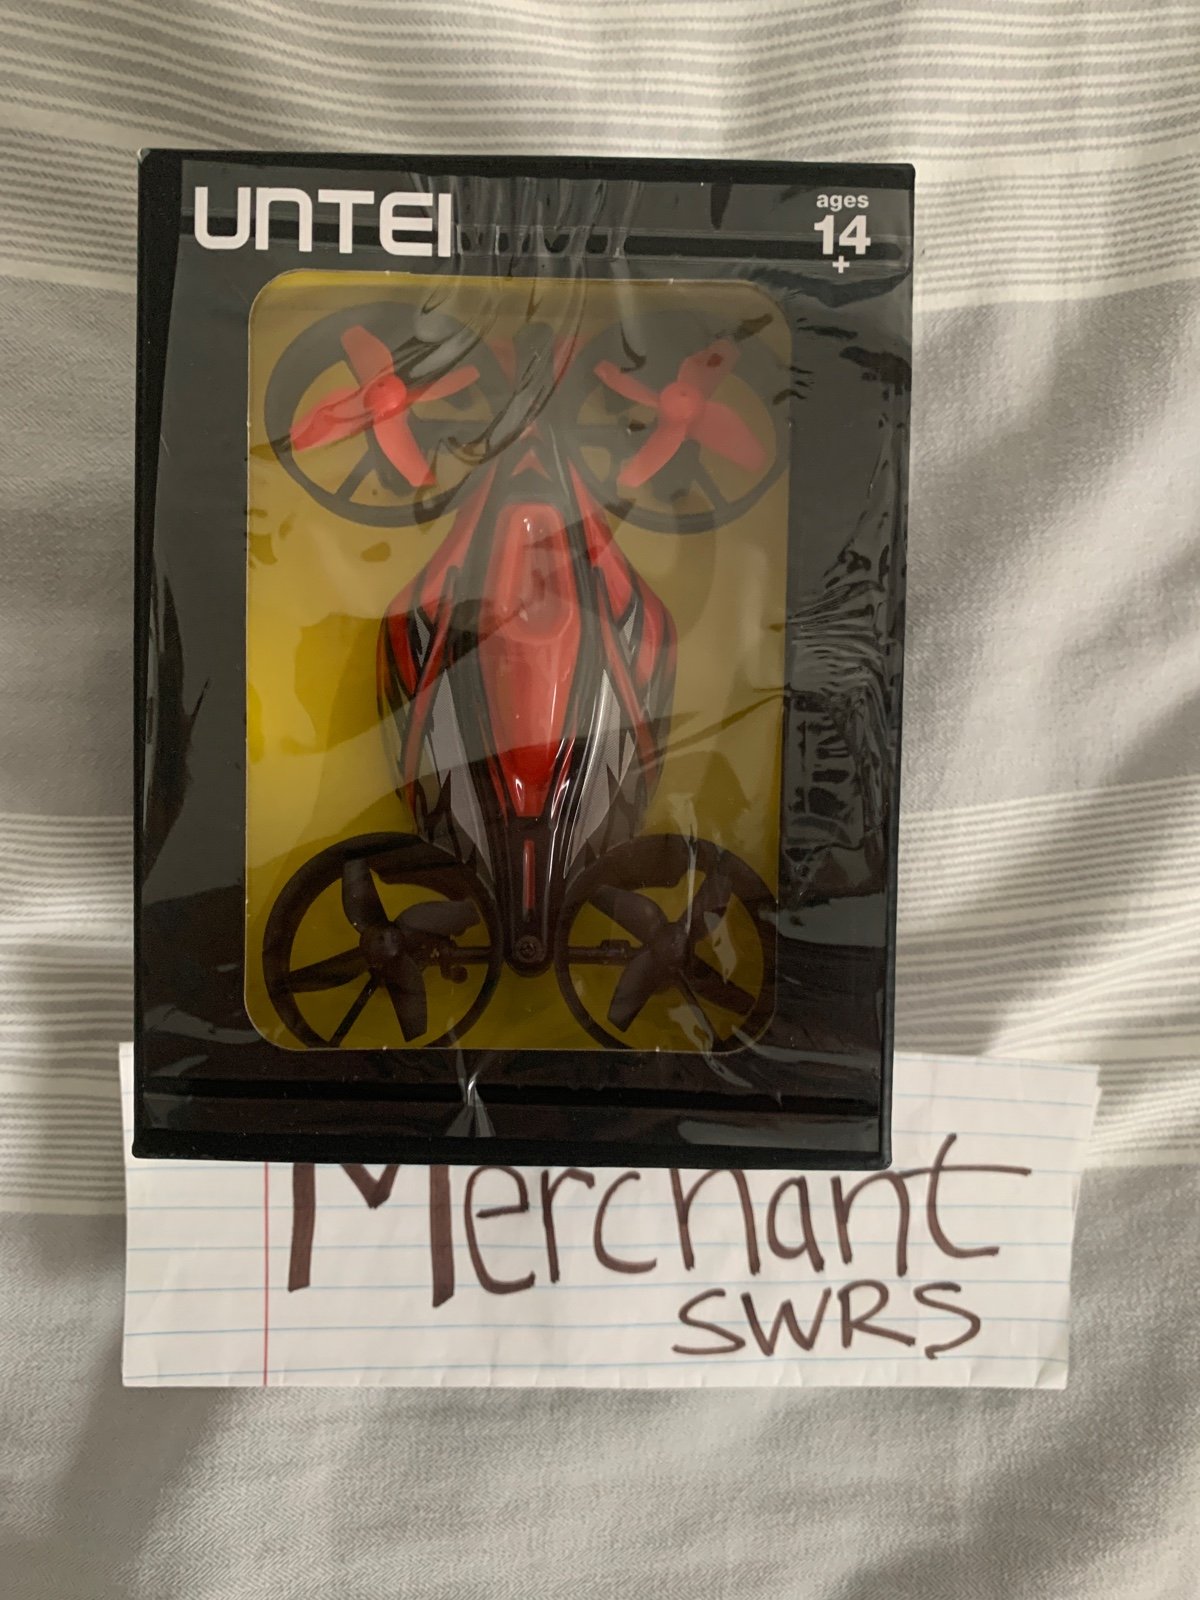 UNTEI
ages
14
+
Merchant
SWRS